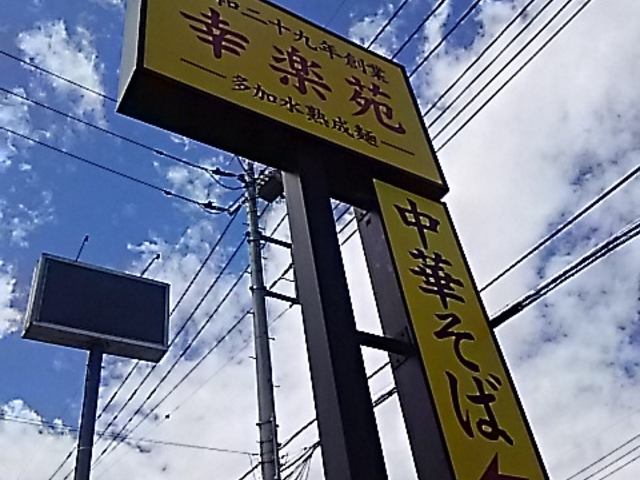 和二十九年創業
幸楽苑
多加水熟成麺
中華そば